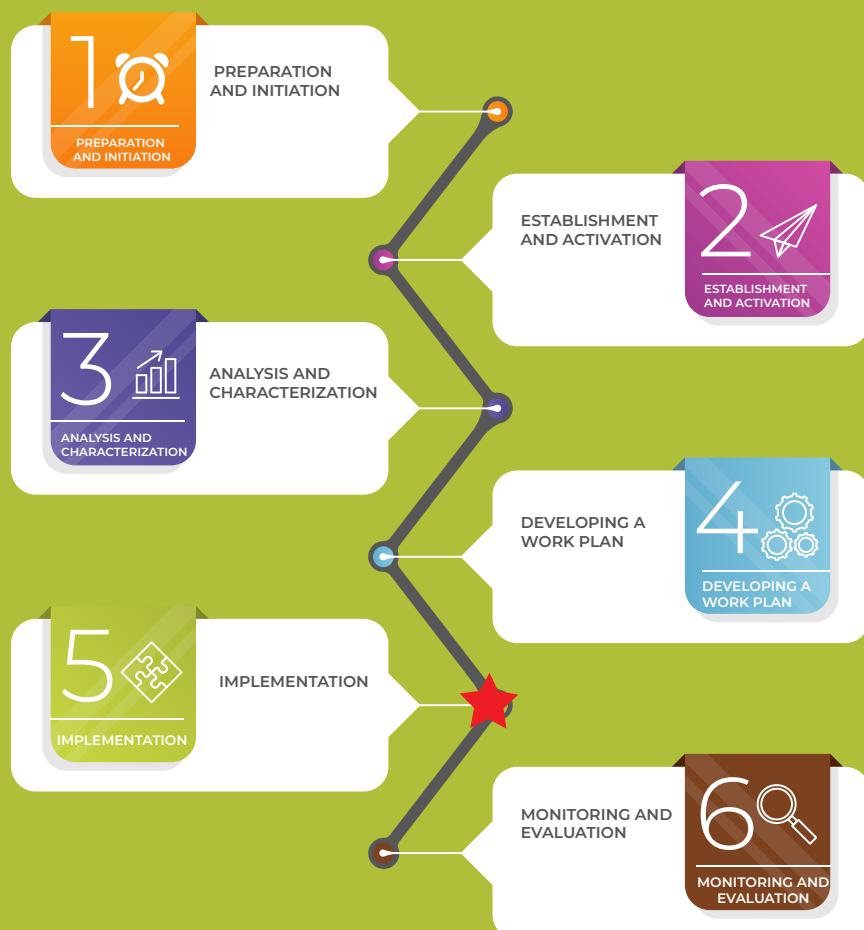 1
PREPARATION
AND INITIATION
PREPARATION
AND INITIATION
ESTABLISHMENT
AND ACTIVATION
2
ESTABLISHMENT
AND ACTIVATION
3
ANALYSIS AND
CHARACTERIZATION
ANALYSIS AND
CHARACTERIZATION
DEVELOPING A
WORK PLAN
4
DEVELOPING A
WORK PLAN
5
IMPLEMENTATION
IMPLEMENTATION
MONITORING AND
EVALUATION
6
MONITORING AND
EVALUATION